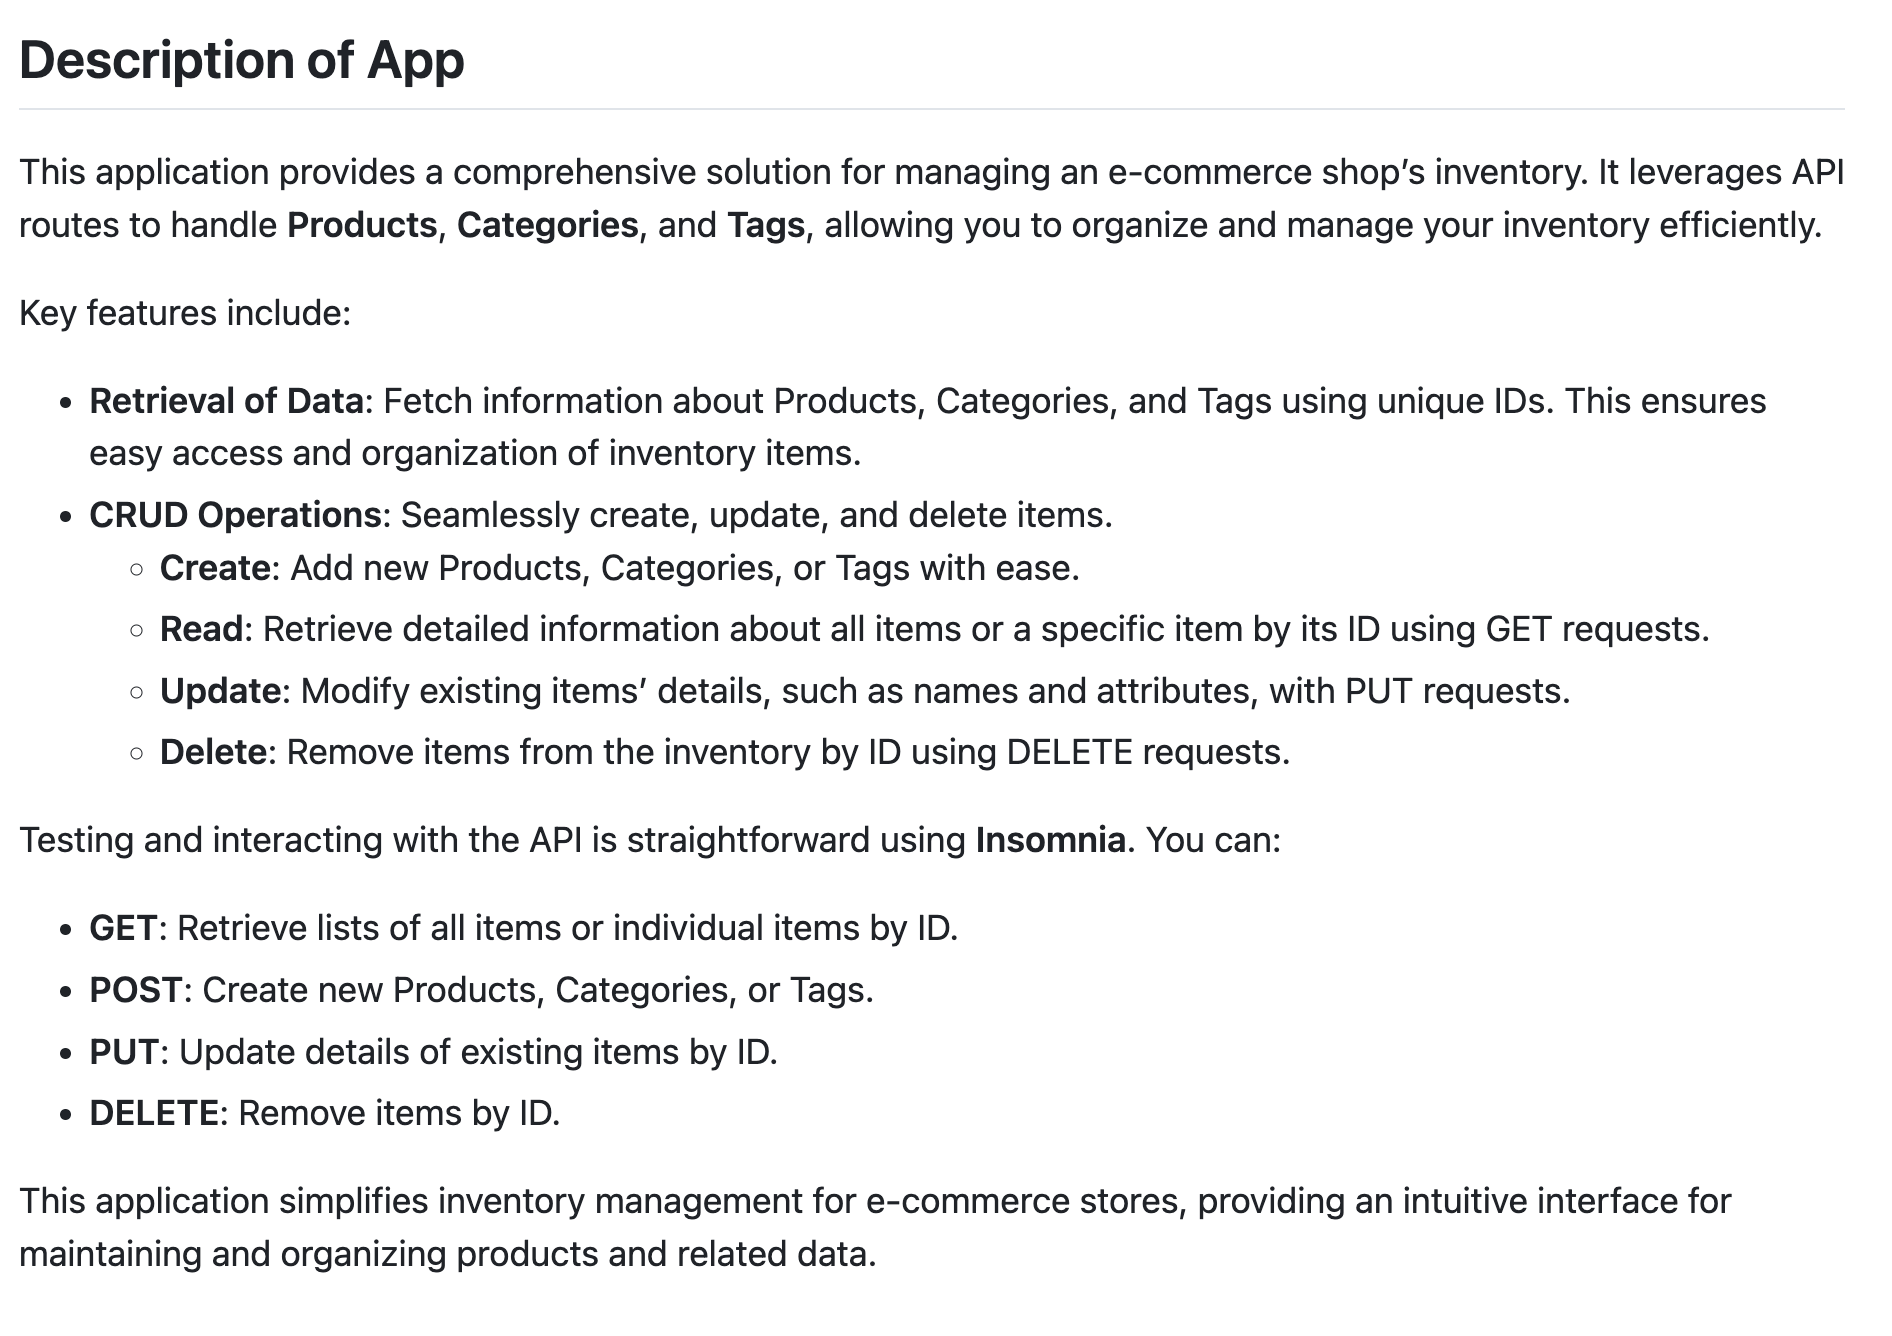 Description of App
This application provides a comprehensive solution for managing an e-commerce shop’s inventory. It leverages API
routes to handle Products, Categories, and Tags, allowing you to organize and manage your inventory efficiently.
Key features include:
• Retrieval of Data: Fetch information about Products, Categories, and Tags using unique IDs. This ensures
easy access and organization of inventory items.
• CRUD Operations: Seamlessly create, update, and delete items.
◦ Create: Add new Products, Categories, or Tags with ease.
◦ Read: Retrieve detailed information about all items or a specific item by its ID using GET requests.
◦ Update: Modify existing items’ details, such as names and attributes, with PUT requests.
◦ Delete: Remove items from the inventory by ID using DELETE requests.
Testing and interacting with the API is straightforward using Insomnia. You can:
• GET: Retrieve lists of all items or individual items by ID.
• POST: Create new Products, Categories, or Tags.
• PUT: Update details of existing items by ID.
• DELETE: Remove items by ID.
This application simplifies inventory management for e-commerce stores, providing an intuitive interface for
maintaining and organizing products and related data.